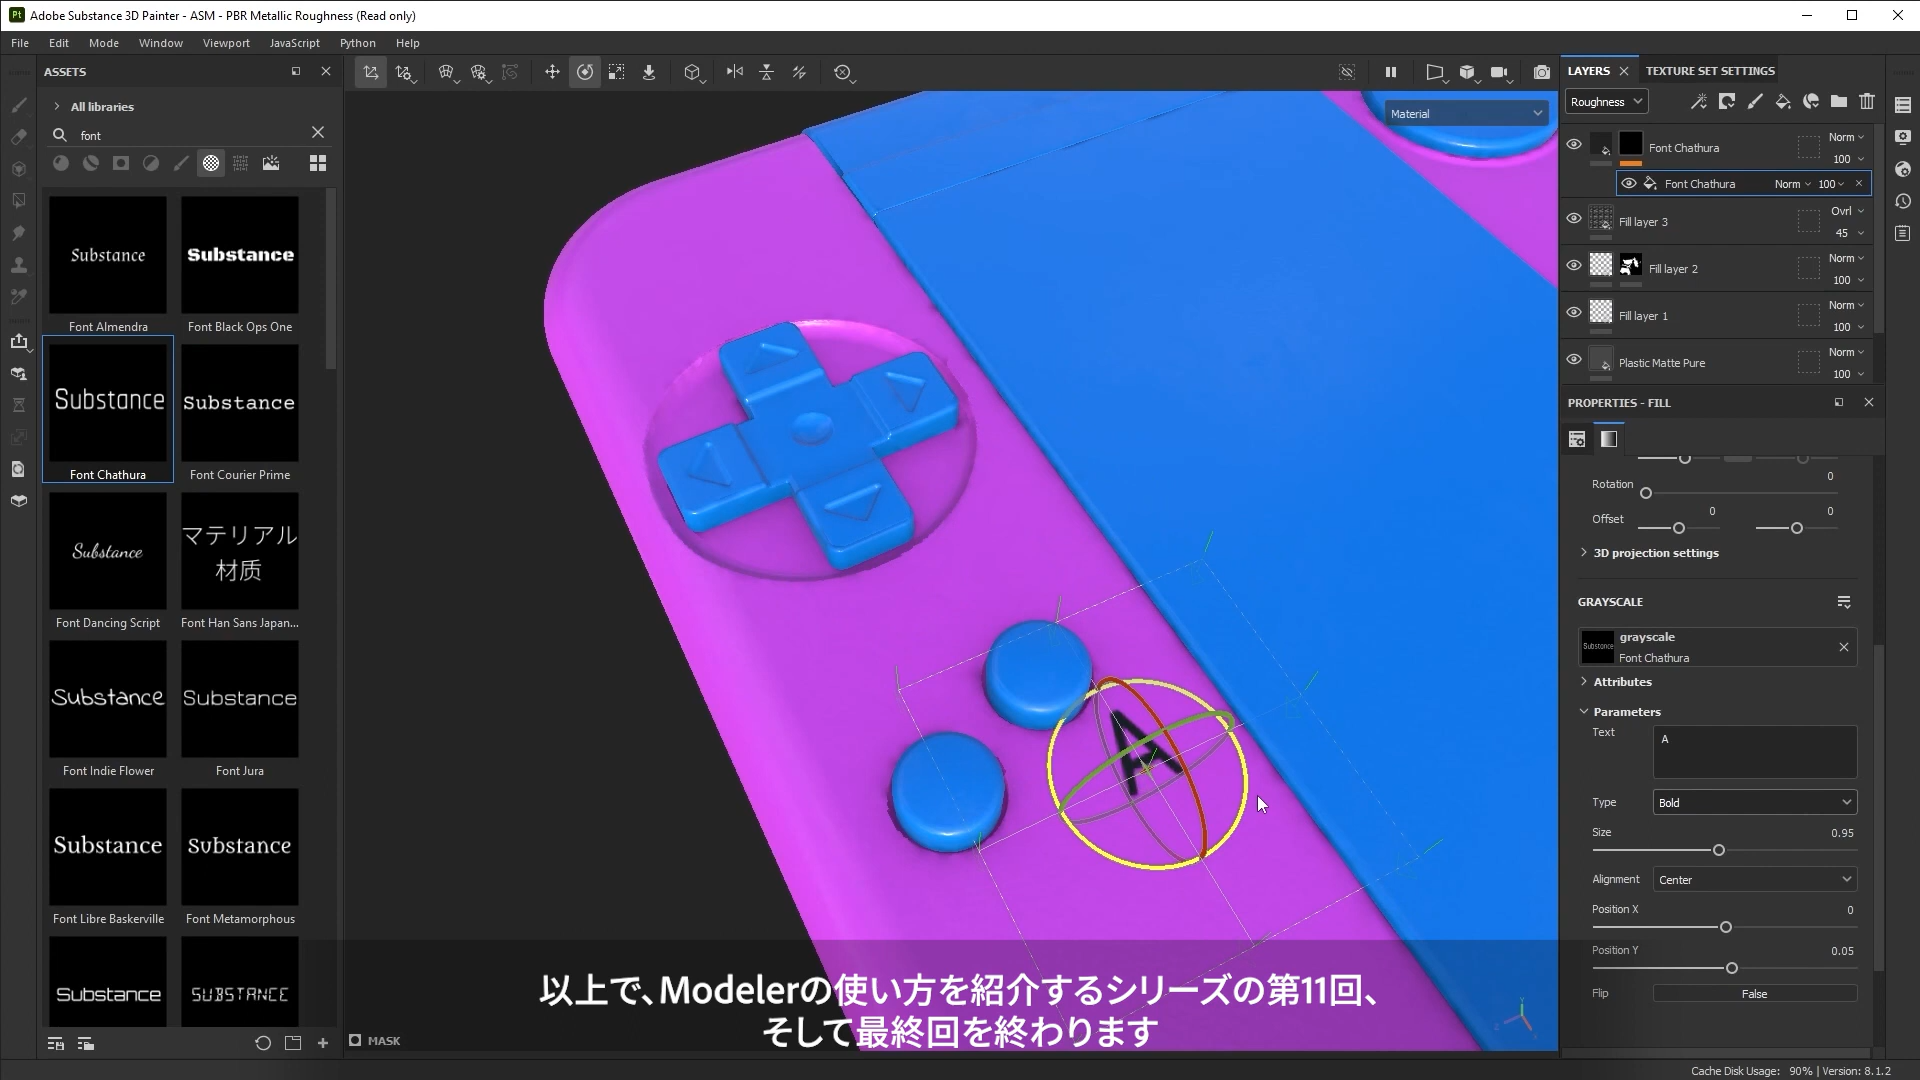 Adobe Substance 3D Painter - ASM - PBR Metallic Roughness (Read only)
File Edit Mode Window Viewport JavaScript Python Help
ASSETS
All libraries
font
Substance
Substance
Font Almendra
Font Black Ops One
Substance
Substance
Font Chathura
Font Courier Prime
Substance
マテリアル
材质
Font Dancing Script
Font Han Sans Japan...
Substance
Substance
Font Indie Flower
Font Jura
Substance
Substance
Font Libre Baskerville
Font Metamorphous
Substance
SUBSTANCE
Material
A
MASK
LAYERS
TEXTURE SET SETTINGS
Roughness
Font Chathura
Norm
100
Font Chathura Norm 100
Fill layer 3
Ovrl
45
Fill layer 2
Norm
100
Fill layer 1
Norm
100
Plastic Matte Pure
Norm
100
PROPERTIES - FILL
Rotation 0
Offset 0 0
3D projection settings
GRAYSCALE
Substance
grayscale
Font Chathura
Attributes
Parameters
Text A
Type Bold
Size 0.95
Alignment Center
Position X 0
Position Y 0.05
Flip False
以上で、Modelerの使い方を紹介するシリーズの第11回、
そして最終回を終わります
Cache Disk Usage: 90% | Version: 8.1.2